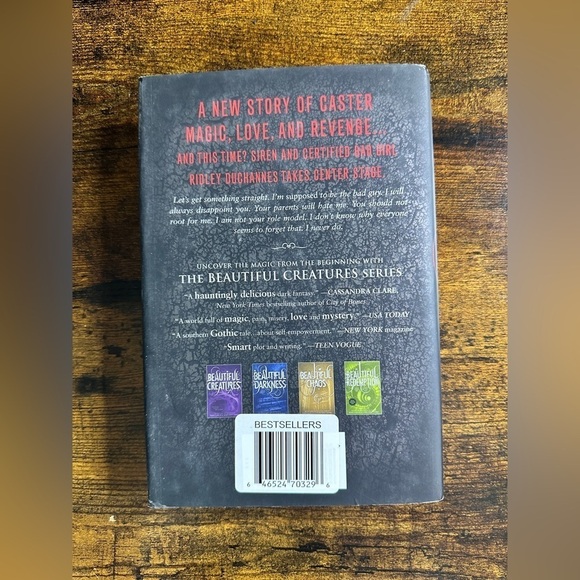 A NEW STORY OF CASTER
MAGIC, LOVE, AND REVENGE...
AND THIS TIME? SIREN AND CERTIFIED BAD GIRL
RIDLEY DUCHANNES TAKES CENTER STAGE.
Let's get something straight. I'm supposed to be the bad guy. I will
always disappoint you. Your parents will hate me. You should not
root for me. I am not your role model. I don't know why everyone
seems to forget that. I never do.
UNCOVER THE MAGIC FROM THE BEGINNING WITH
THE BEAUTIFUL CREATURES SERIES
"A hauntingly delicious dark fantasy." —CASSANDRA CLARE,
New York Times bestselling author of City of Bones
"A world full of magic, pain, misery, love and mystery." —USA TODAY
"A southern Gothic tale...about self-empowerment." —NEW YORK magazine
"Smart plot and writing." —TEEN VOGUE
BEAUTIFUL CREATURES
BEAUTIFUL DARKNESS
BEAUTIFUL CHAOS
BEAUTIFUL REDEMPTION
BESTSELLERS
6 46524 70329 6